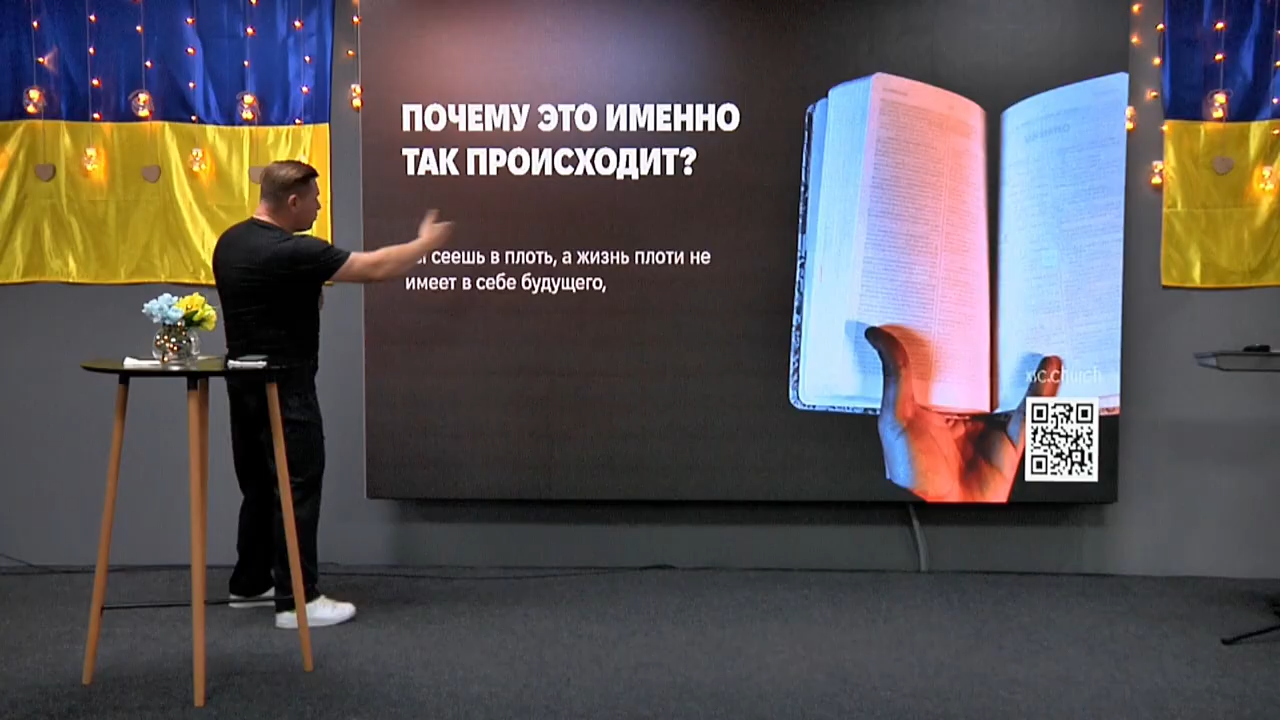 ПОЧЕМУ ЭТО ИМЕННО
ТАК ПРОИСХОДИТ?
сеешь в плоть, а жизнь плоти не
имеет в себе будущего,
xsc.church